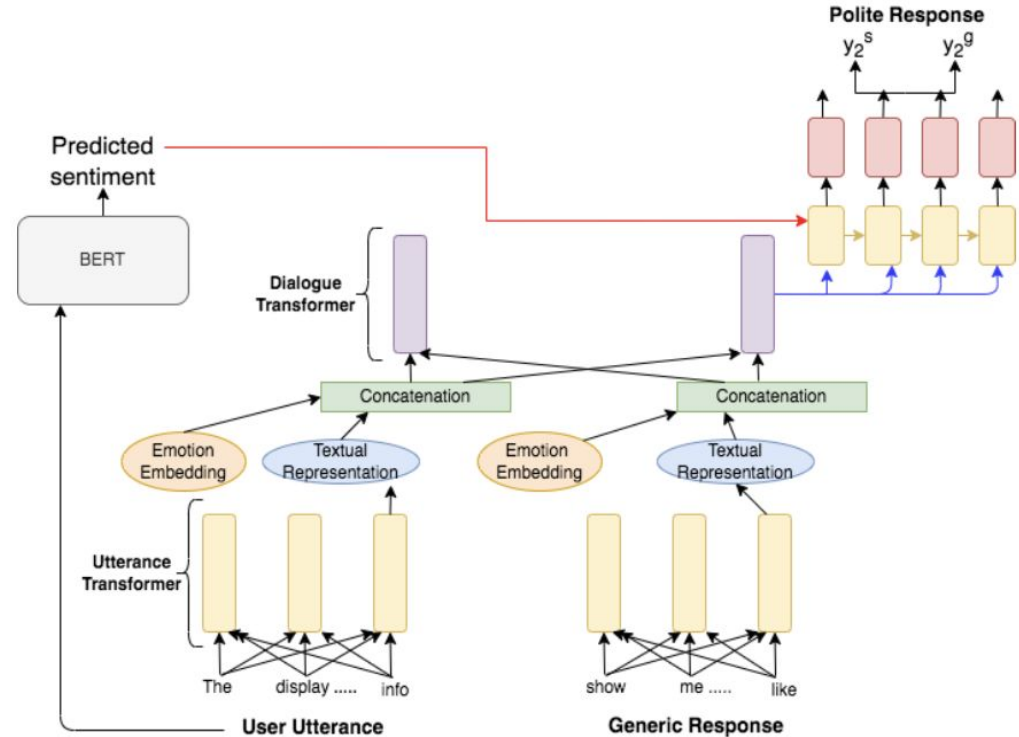 Polite Response
y₂ˢ y₂ᵍ
Predicted
sentiment
BERT
Dialogue
Transformer
Concatenation Concatenation
Emotion
Embedding
Textual
Representation
Emotion
Embedding
Textual
Representation
Utterance
Transformer
The display ..... info
show me ..... like
User Utterance
Generic Response